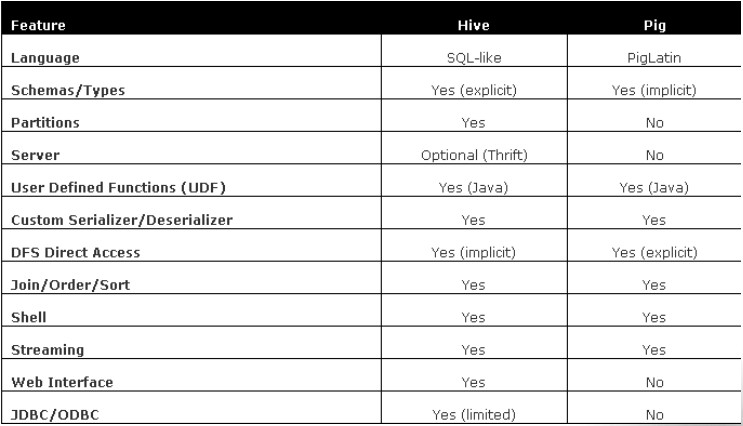 Feature Hive Pig
Language SQL-like PigLatin
Schemas/Types Yes (explicit) Yes (implicit)
Partitions Yes No
Server Optional (Thrift) No
User Defined Functions (UDF) Yes (Java) Yes (Java)
Custom Serializer/Deserializer Yes Yes
DFS Direct Access Yes (implicit) Yes (explicit)
Join/Order/Sort Yes Yes
Shell Yes Yes
Streaming Yes Yes
Web Interface Yes No
JDBC/ODBC Yes (limited) No